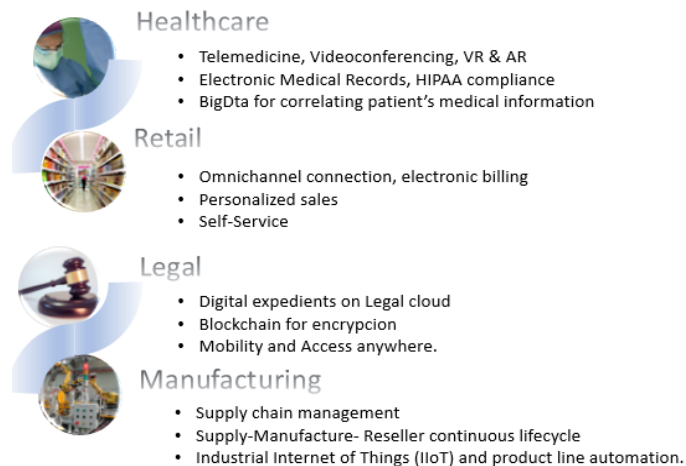 Healthcare
• Telemedicine, Videoconferencing, VR & AR
• Electronic Medical Records, HIPAA compliance
• BigDta for correlating patient’s medical information
Retail
• Omnichannel connection, electronic billing
• Personalized sales
• Self-Service
Legal
• Digital expedients on Legal cloud
• Blockchain for encrypcion
• Mobility and Access anywhere.
Manufacturing
• Supply chain management
• Supply-Manufacture- Reseller continuous lifecycle
• Industrial Internet of Things (IIoT) and product line automation.